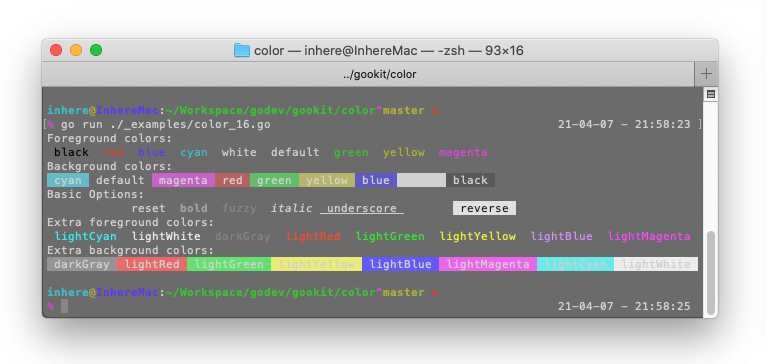 color — inhere@InhereMac — -zsh — 93×16
../gookit/color
inhere@InhereMac:~/Workspace/godev/gookit/color^master
[% go run ./_examples/color_16.go 21-04-07 - 21:58:23 ]
Foreground colors:
black red blue cyan white default green yellow magenta
Background colors:
cyan default magenta red green yellow blue black
Basic Options:
reset bold fuzzy italic underscore reverse
Extra foreground colors:
lightCyan lightWhite darkGray lightRed lightGreen lightYellow lightBlue lightMagenta
Extra background colors:
darkGray lightRed lightGreen lightYellow lightBlue lightMagenta lightCyan lightWhite
inhere@InhereMac:~/Workspace/godev/gookit/color^master
% 21-04-07 - 21:58:25